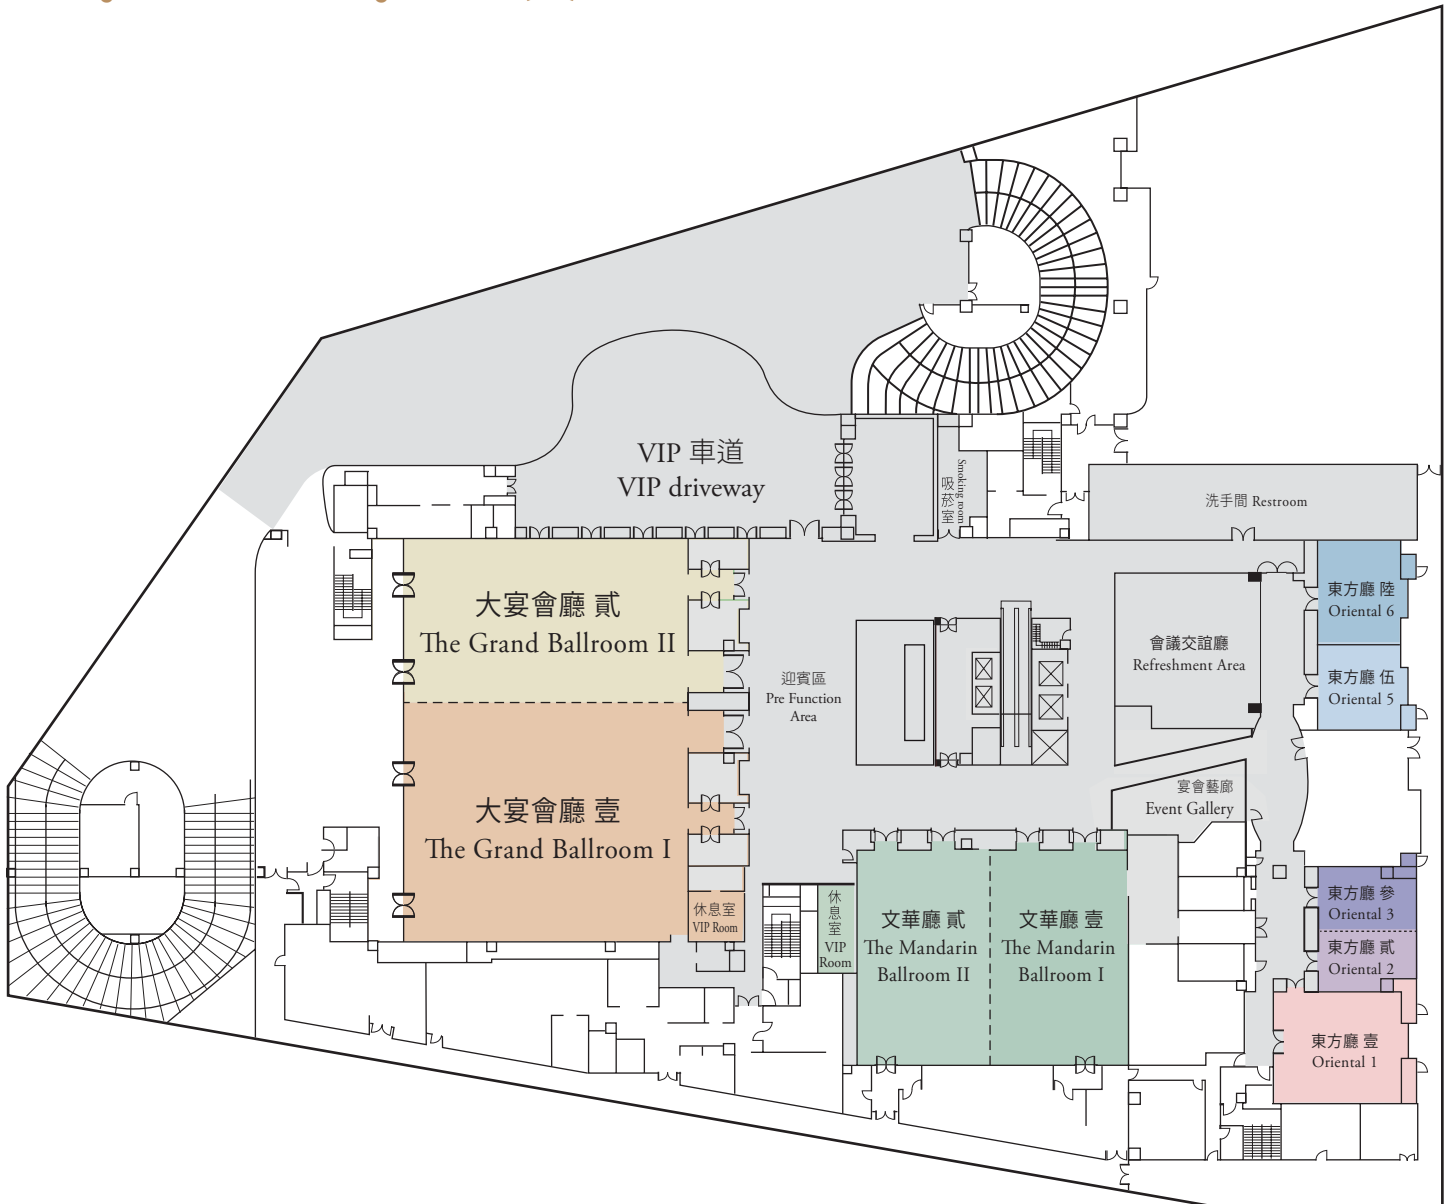 VIP 車道
VIP driveway
吸菸室
Smoking room
洗手間 Restroom
大宴會廳 貳
The Grand Ballroom II
東方廳 陸
Oriental 6
會議交誼廳
Refreshment Area
迎賓區
Pre Function
Area
東方廳 伍
Oriental 5
宴會藝廊
Event Gallery
大宴會廳 壹
The Grand Ballroom I
休息室
VIP Room
休息室
VIP
Room
文華廳 貳
The Mandarin
Ballroom II
文華廳 壹
The Mandarin
Ballroom I
東方廳 參
Oriental 3
東方廳 貳
Oriental 2
東方廳 壹
Oriental 1